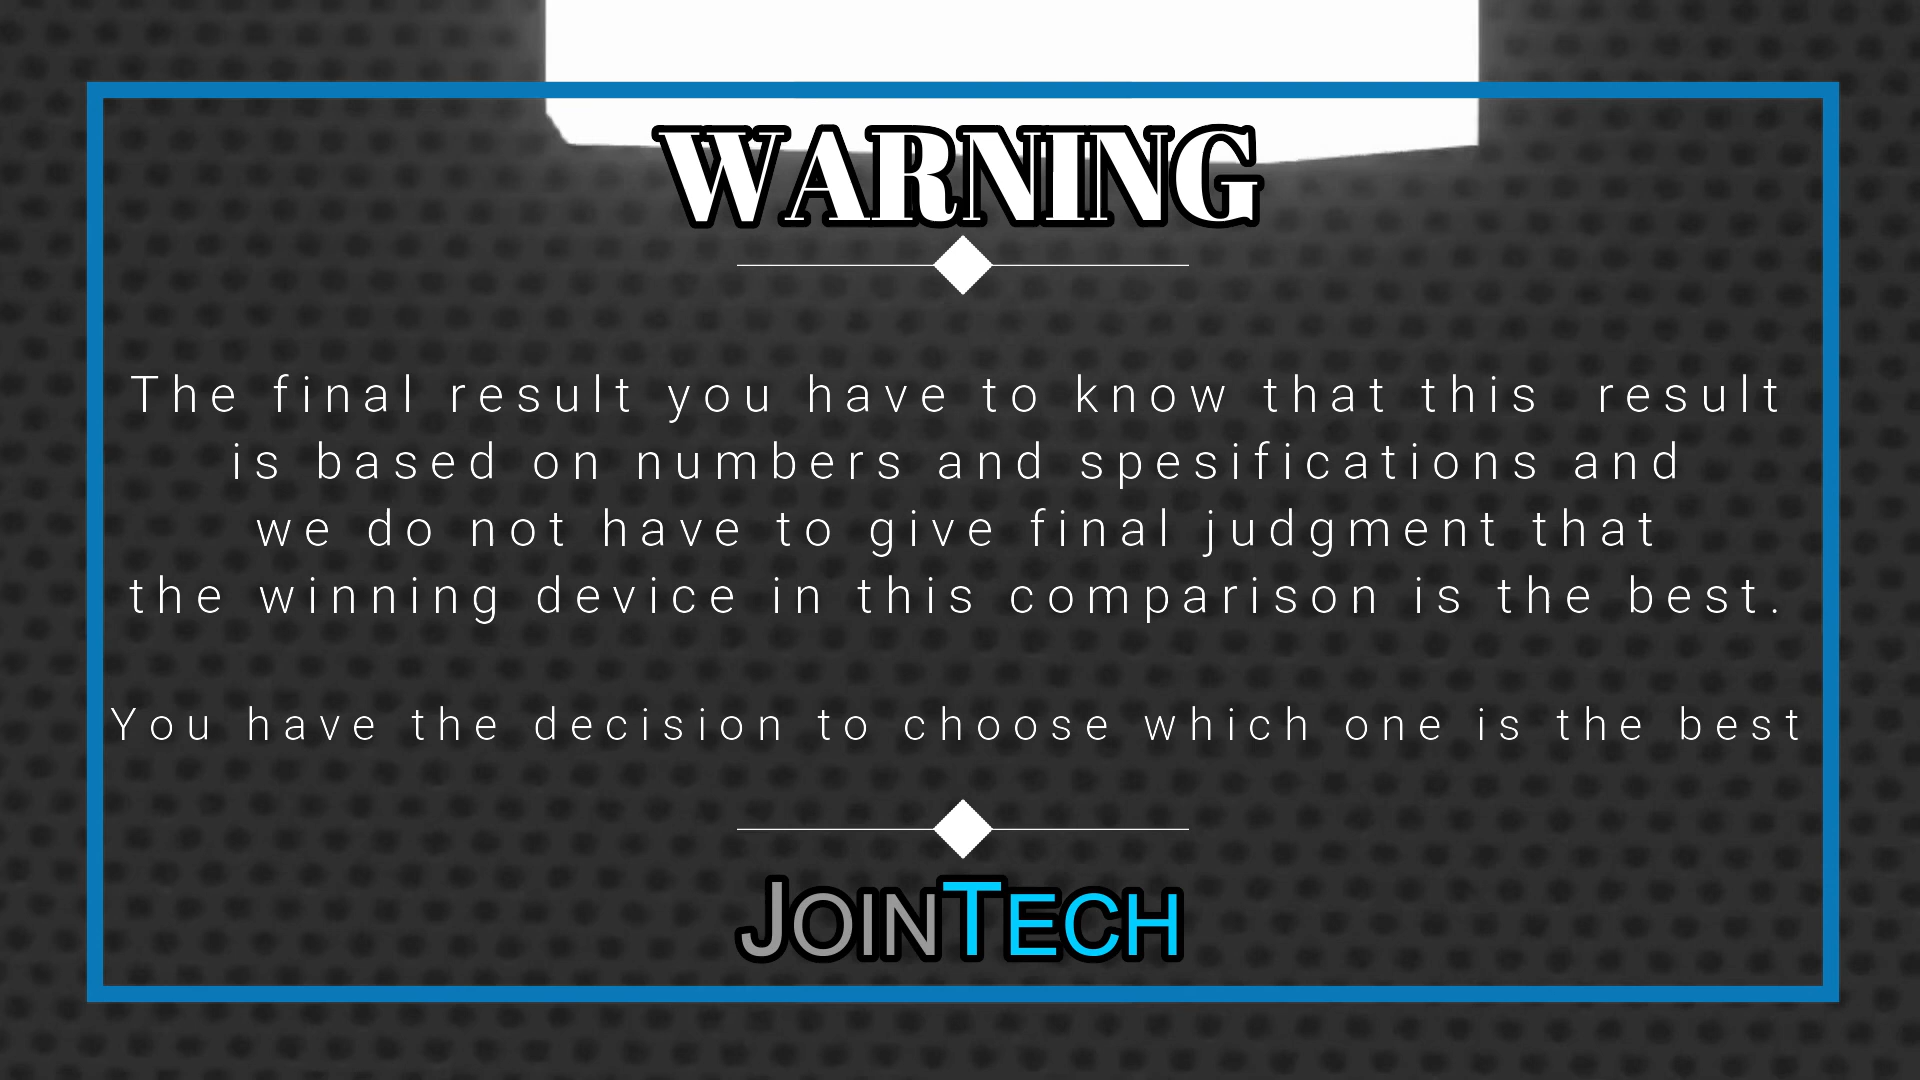 WARNING
The final result you have to know that this result
is based on numbers and spesifications and
we do not have to give final judgment that
the winning device in this comparison is the best.
You have the decision to choose which one is the best
JOINTECH